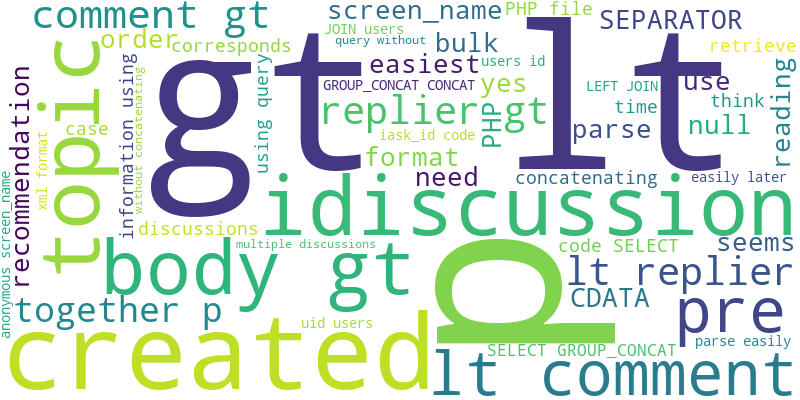 comment gt
screen_name
PHP file
SEPARATOR
order
corresponds
JOIN users
query without
bulk
retrieve
topic
gt lt
easiest
users id
GROUP_CONCAT CONCAT
yes
LEFT JOIN
use
recommendation
case
information using
without concatenating
using query
replier gt
PHP
time
think
reading
iask_id code
parse
null
xml format
format
need
concatenating
easily later
anonymous screen_name
idiscussion
discussions
multiple discussions
p
code SELECT
seems
body gt
lt replier
together p
CDATA
pre
created
uid users
SELECT GROUP_CONCAT
parse easily
lt comment